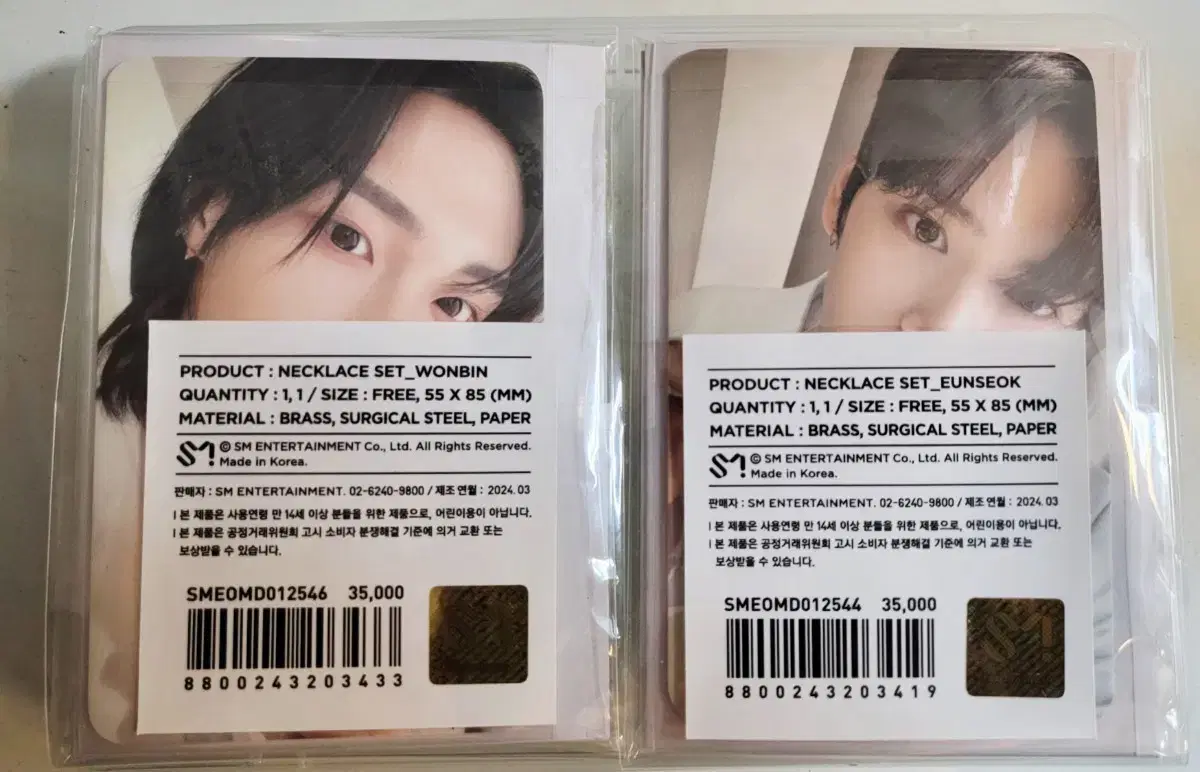 PRODUCT : NECKLACE SET_WONBIN
QUANTITY : 1, 1 / SIZE : FREE, 55 X 85 (MM)
MATERIAL : BRASS, SURGICAL STEEL, PAPER
SM © SM ENTERTAINMENT Co., Ltd. All Rights Reserved.
Made in Korea.
판매자 : SM ENTERTAINMENT. 02-6240-9800 / 제조 연월 : 2024. 03
ㅣ본 제품은 사용연령 만 14세 이상 분들을 위한 제품으로, 어린이용이 아닙니다.
ㅣ본 제품은 공정거래위원회 고시 소비자 분쟁해결 기준에 의거 교환 또는
보상받을 수 있습니다.
SMEOMD012546 35,000
8800243203433
PRODUCT : NECKLACE SET_EUNSEOK
QUANTITY : 1, 1 / SIZE : FREE, 55 X 85 (MM)
MATERIAL : BRASS, SURGICAL STEEL, PAPER
SM © SM ENTERTAINMENT Co., Ltd. All Rights Reserved.
Made in Korea.
판매자 : SM ENTERTAINMENT. 02-6240-9800 / 제조 연월 : 2024. 03
ㅣ본 제품은 사용연령 만 14세 이상 분들을 위한 제품으로, 어린이용이 아닙니다.
ㅣ본 제품은 공정거래위원회 고시 소비자 분쟁해결 기준에 의거 교환 또는
보상받을 수 있습니다.
SMEOMD012544 35,000
8800243203419
SM